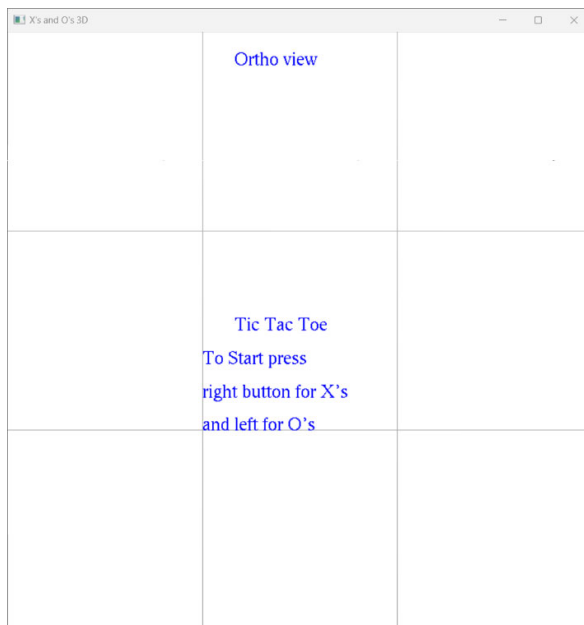 X's and O's 3D
Ortho view
Tic Tac Toe
To Start press
right button for X's
and left for O's